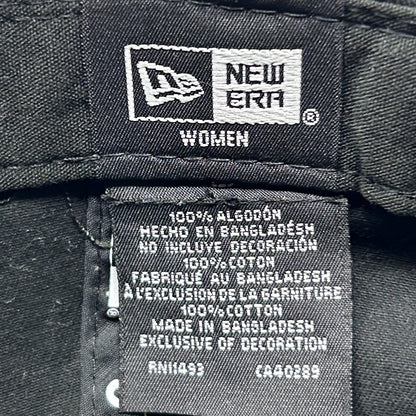 NEW
ERA®
WOMEN
100% ALGODÓN
HECHO EN BANGLADÉSH
NO INCLUYE DECORACIÓN
100% COTON
FABRIQUÉ AU BANGLADESH
À L'EXCLUSION DE LA GARNITURE
100% COTTON
MADE IN BANGLADESH
EXCLUSIVE OF DECORATION
RN11493 CA40289